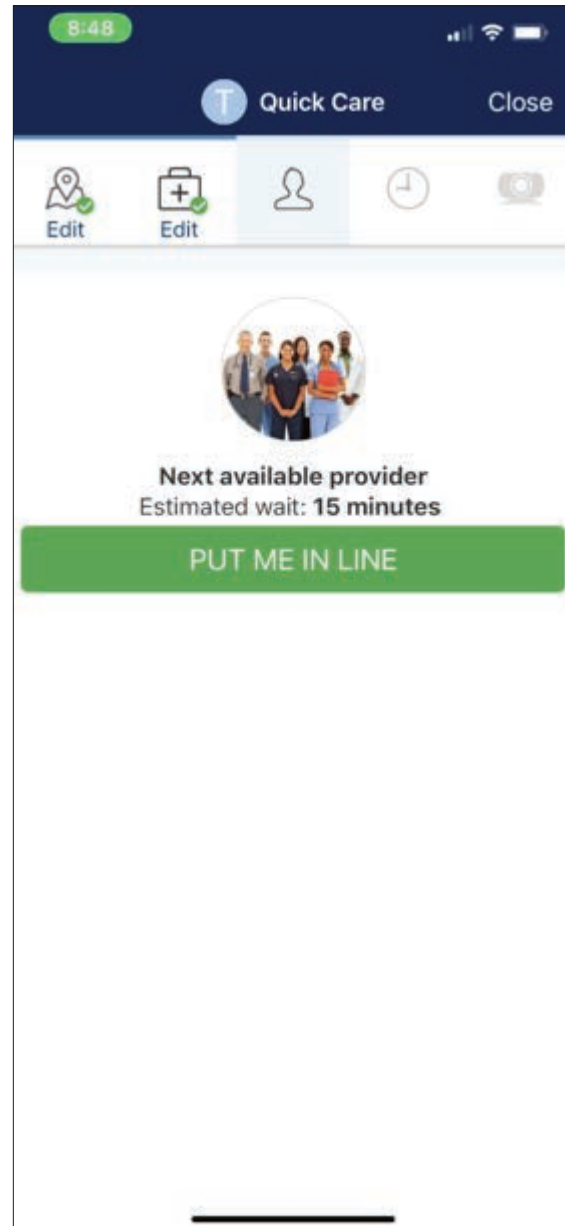 8:48
T Quick Care Close
Edit Edit
Next available provider
Estimated wait: 15 minutes
PUT ME IN LINE